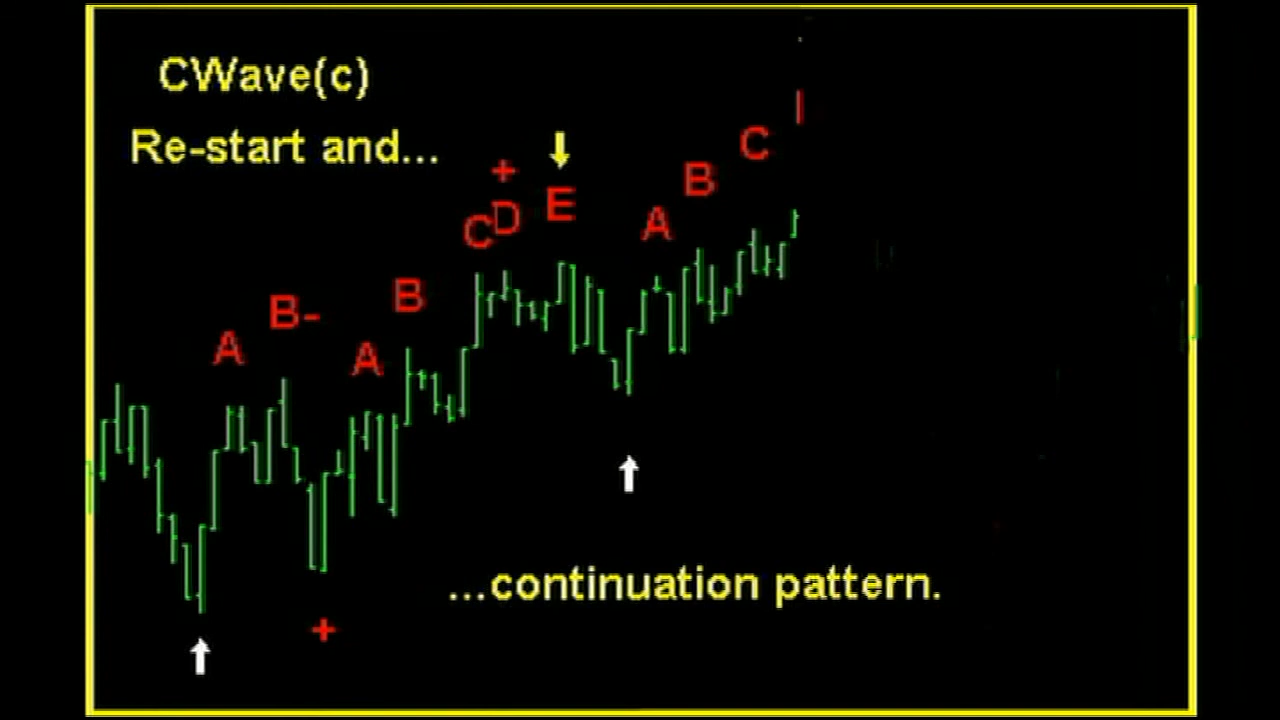 CWave(c)
Re-start and...
+
A B- A B C D E A B C I
...continuation pattern.
+